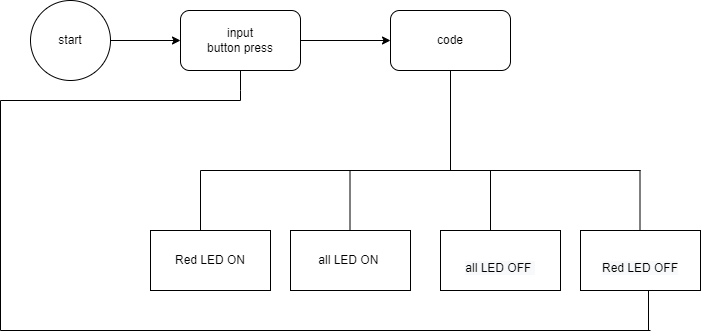 start
input
button press
code
Red LED ON
all LED ON
all LED OFF
Red LED OFF